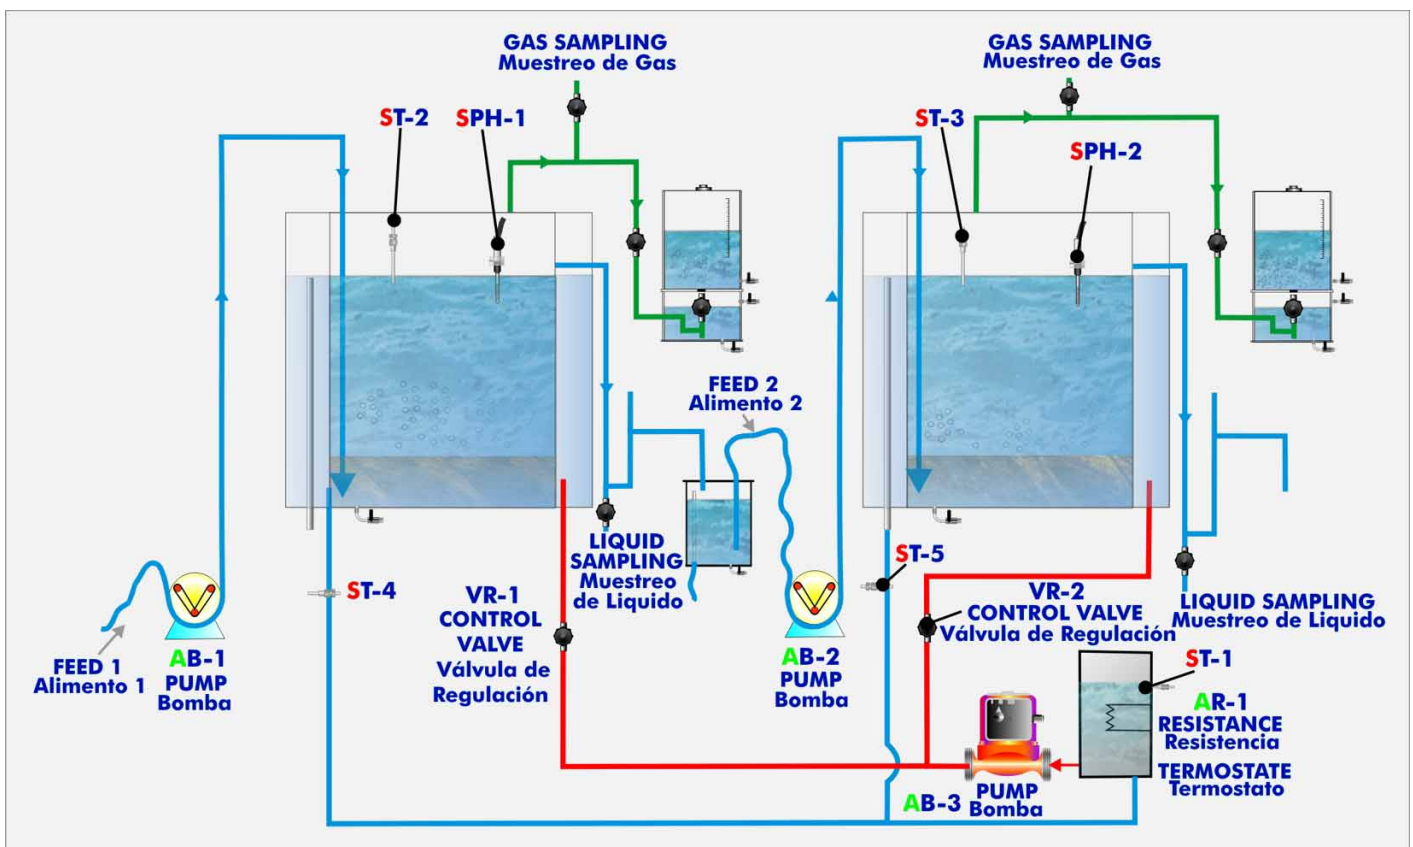 GAS SAMPLING
Muestreo de Gas
GAS SAMPLING
Muestreo de Gas
ST-2
SPH-1
ST-3
SPH-2
FEED 2
Alimento 2
LIQUID
SAMPLING
Muestreo
de Liquido
ST-4
ST-5
VR-1
CONTROL
VALVE
Válvula de
Regulación
VR-2
CONTROL VALVE
Válvula de Regulación
LIQUID SAMPLING
Muestreo de Liquido
FEED 1
Alimento 1
AB-1
PUMP
Bomba
AB-2
PUMP
Bomba
ST-1
AR-1
RESISTANCE
Resistencia
TERMOSTATE
Termostato
AB-3
PUMP
Bomba